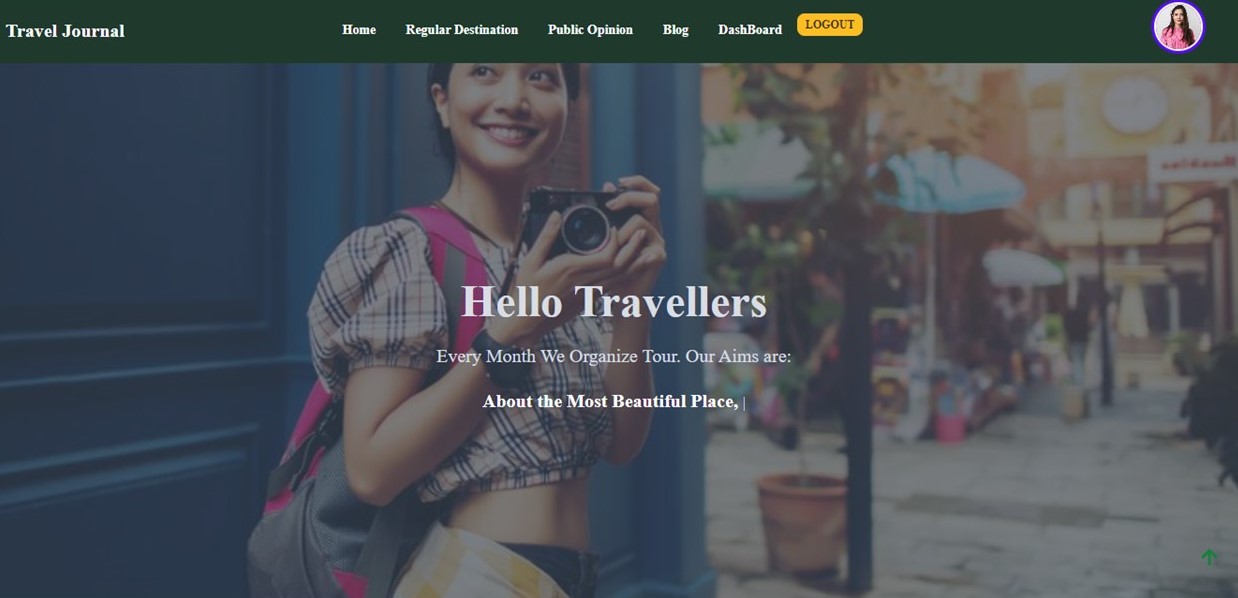 Travel Journal
Home Regular Destination Public Opinion Blog DashBoard LOGOUT
Hello Travellers
Every Month We Organize Tour. Our Aims are:
About the Most Beautiful Place, |